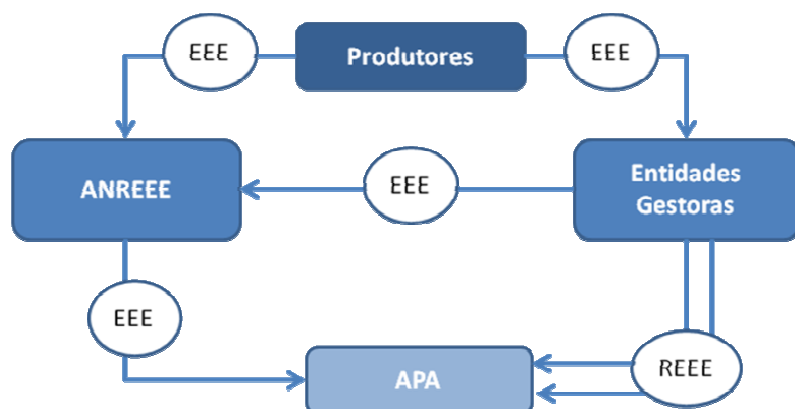 EEE
Produtores
EEE
ANREEE
EEE
Entidades
Gestoras
EEE
APA
REEE